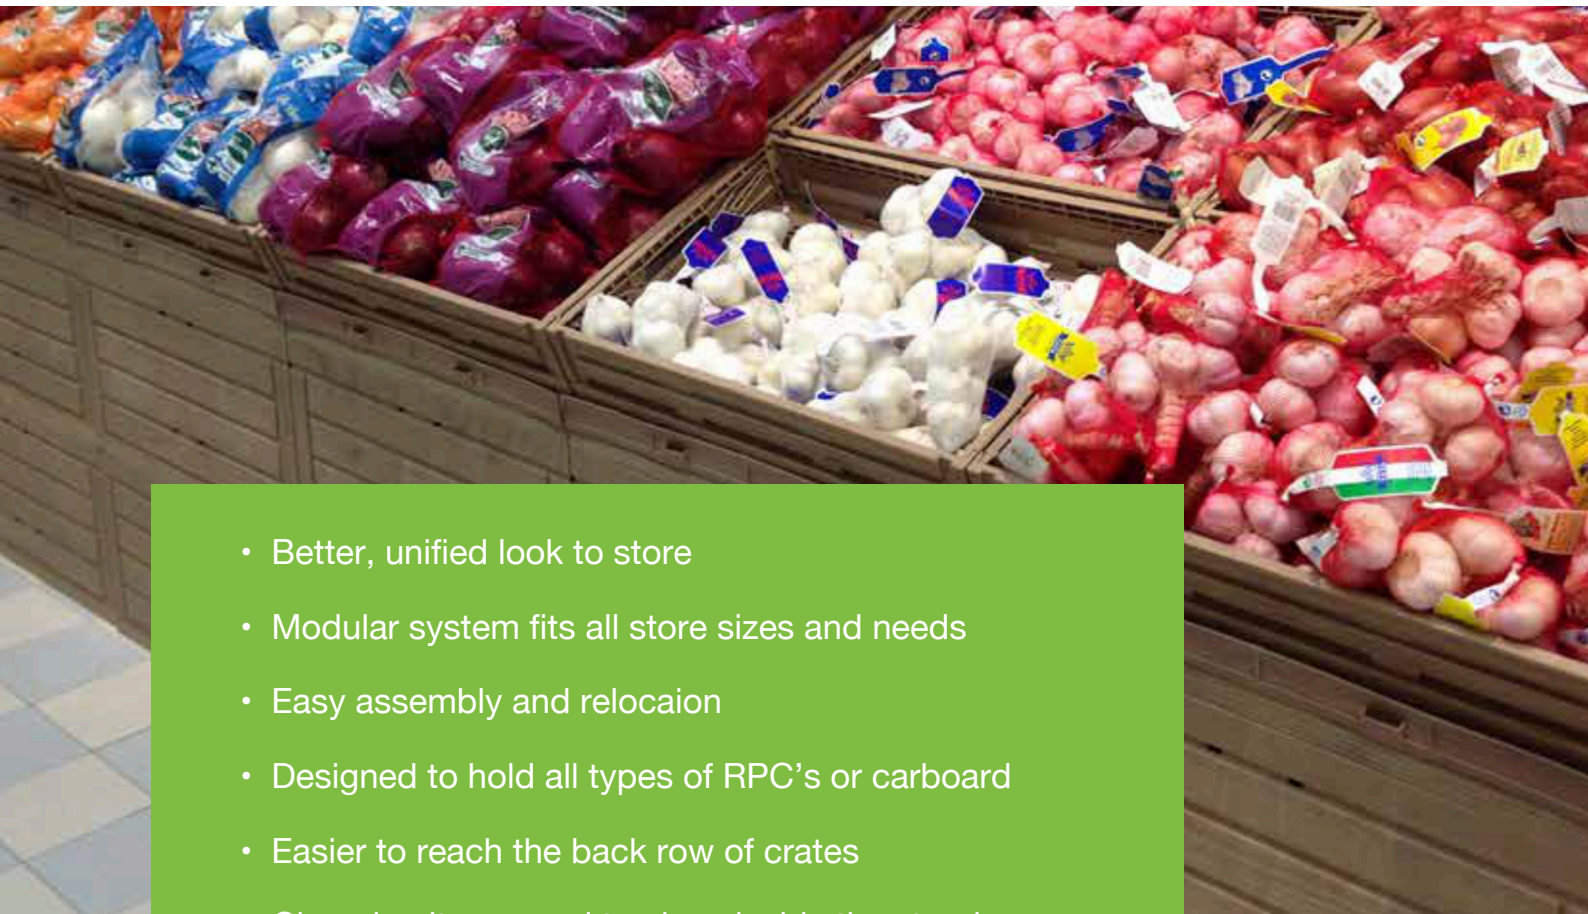 • Better, unified look to store
• Modular system fits all store sizes and needs
• Easy assembly and relocaion
• Designed to hold all types of RPC’s or carboard
• Easier to reach the back row of crates